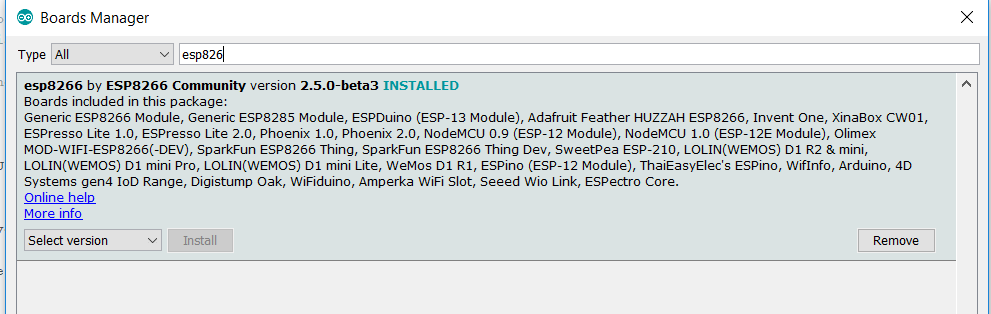 Boards Manager
Type All esp826
esp8266 by ESP8266 Community version 2.5.0-beta3 INSTALLED
Boards included in this package:
Generic ESP8266 Module, Generic ESP8285 Module, ESPDuino (ESP-13 Module), Adafruit Feather HUZZAH ESP8266, Invent One, XinaBox CW01,
ESPresso Lite 1.0, ESPresso Lite 2.0, Phoenix 1.0, Phoenix 2.0, NodeMCU 0.9 (ESP-12 Module), NodeMCU 1.0 (ESP-12E Module), Olimex
MOD-WIFI-ESP8266(-DEV), SparkFun ESP8266 Thing, SparkFun ESP8266 Thing Dev, SweetPea ESP-210, LOLIN(WEMOS) D1 R2 & mini,
LOLIN(WEMOS) D1 mini Pro, LOLIN(WEMOS) D1 mini Lite, WeMos D1 R1, ESPino (ESP-12 Module), ThaiEasyElec's ESPino, WifInfo, Arduino, 4D
Systems gen4 IoD Range, Digistump Oak, WiFiduino, Amperka WiFi Slot, Seeed Wio Link, ESPectro Core.
Online help
More info
Select version Install Remove